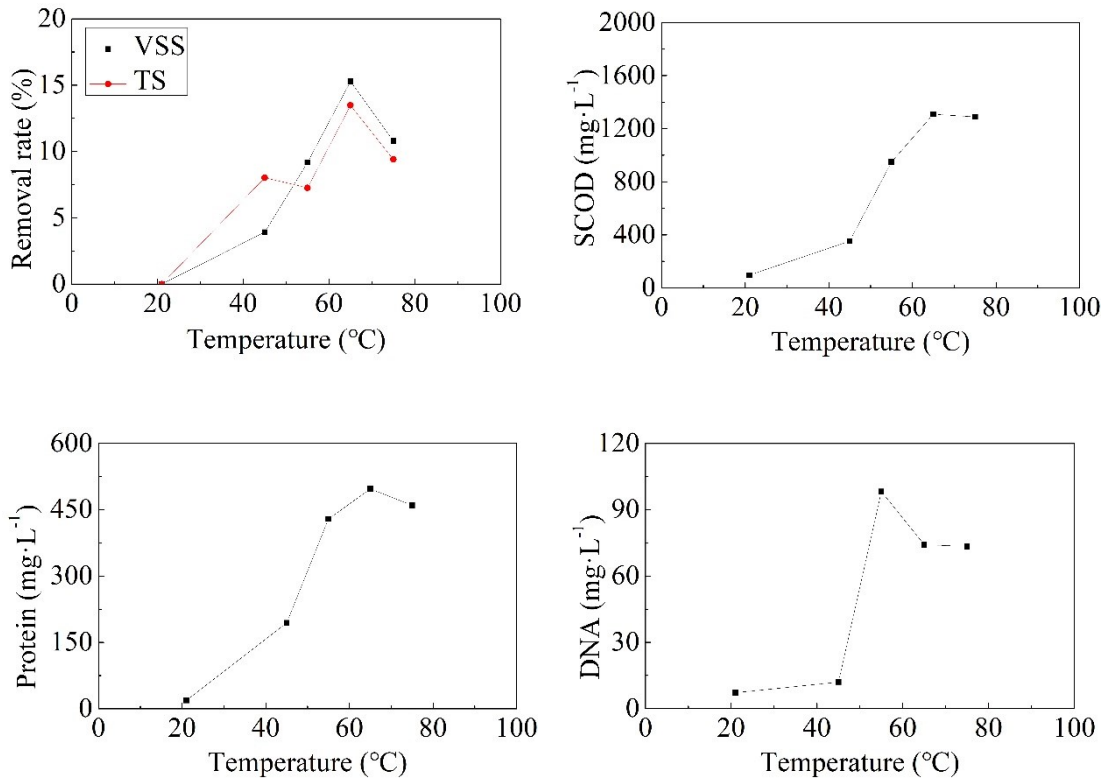 20
15
10
5
0
Removal rate (%)
VSS
TS
0 20 40 60 80 100
Temperature (℃)
2000
1600
1200
800
400
0
SCOD (mg·L⁻¹)
0 20 40 60 80 100
Temperature (℃)
600
450
300
150
0
Protein (mg·L⁻¹)
0 20 40 60 80 100
Temperature (℃)
120
90
60
30
0
DNA (mg·L⁻¹)
0 20 40 60 80 100
Temperature (℃)